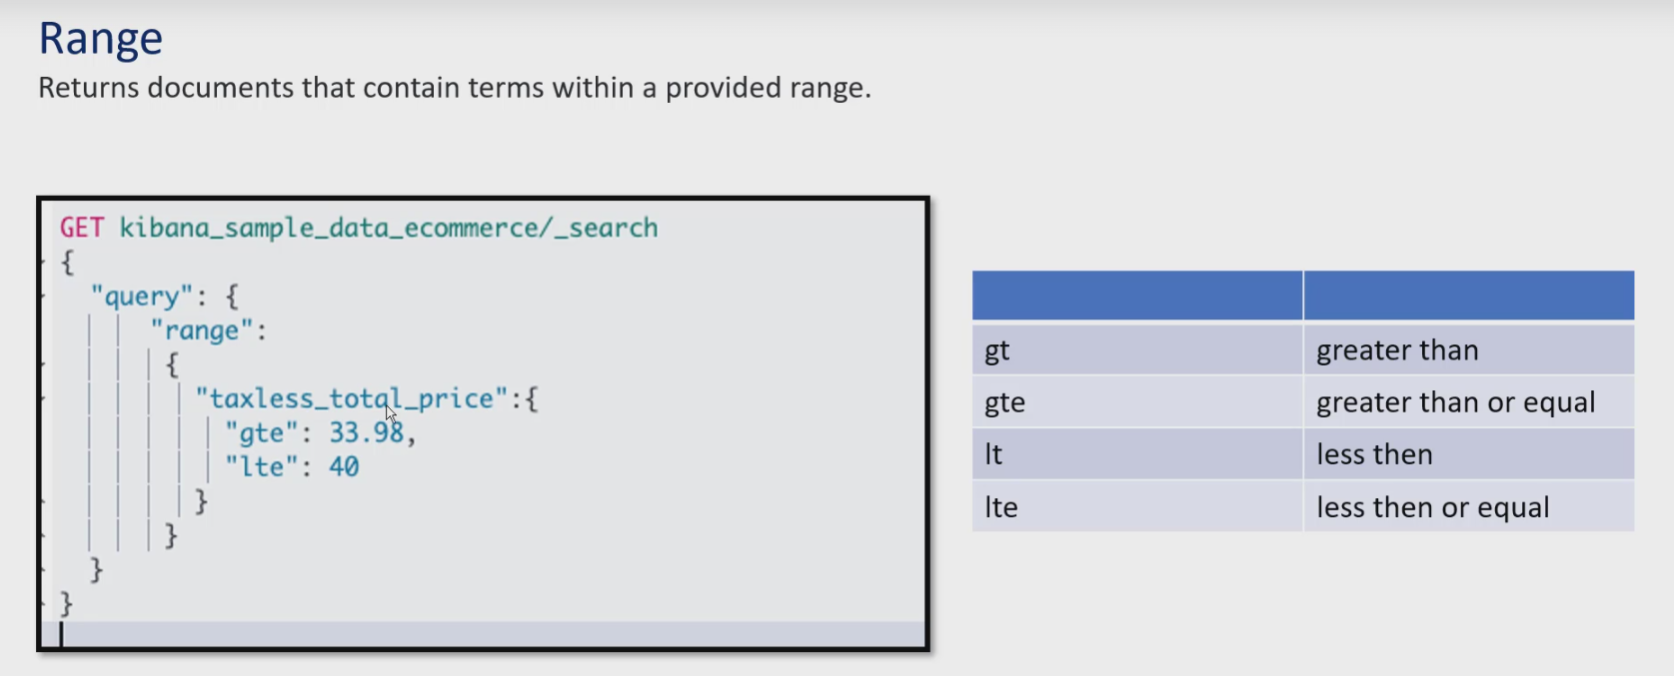 Range
Returns documents that contain terms within a provided range.
GET kibana_sample_data_ecommerce/_search
{
"query": {
"range":
{
"taxless_total_price":{
"gte": 33.98,
"lte": 40
}
}
}
}
gt greater than
gte greater than or equal
lt less then
lte less then or equal